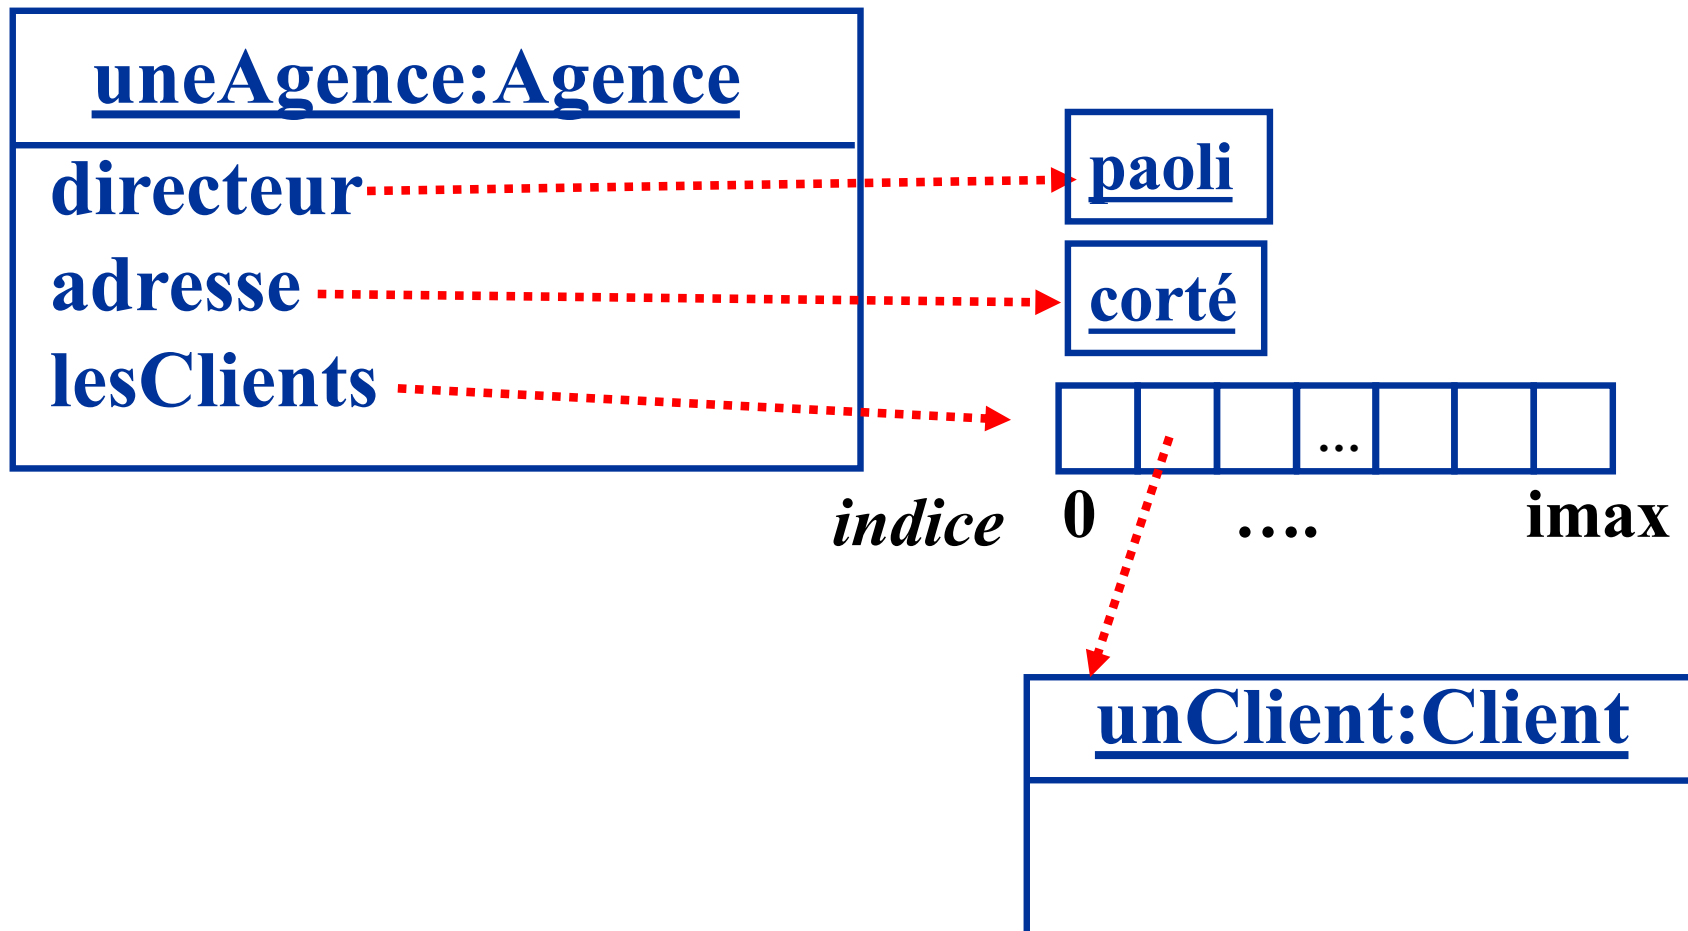 uneAgence:Agence
directeur
paoli
adresse
corté
lesClients
...
indice 0 .... imax
unClient:Client